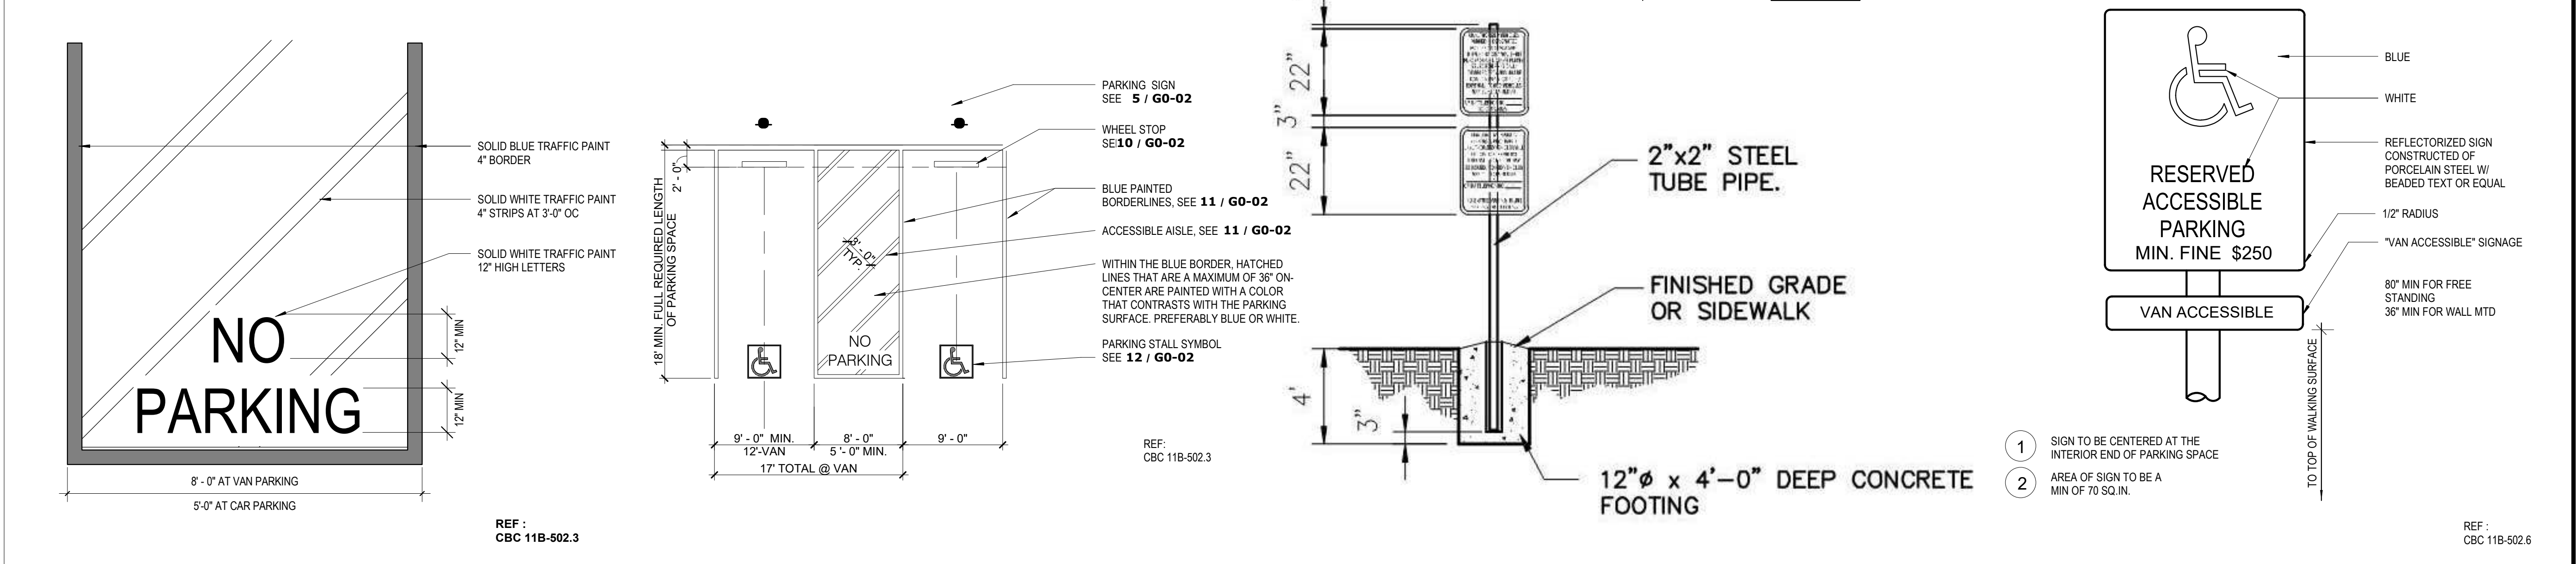 SOLID BLUE TRAFFIC PAINT
4" BORDER
SOLID WHITE TRAFFIC PAINT
4" STRIPS AT 3'-0" OC
SOLID WHITE TRAFFIC PAINT
12" HIGH LETTERS
NO
PARKING
12" MIN
12" MIN
8' - 0" AT VAN PARKING
5'-0" AT CAR PARKING
REF :
CBC 11B-502.3
PARKING SIGN
SEE 5 / G0-02
WHEEL STOP
SE 10 / G0-02
BLUE PAINTED
BORDERLINES, SEE 11 / G0-02
ACCESSIBLE AISLE, SEE 11 / G0-02
WITHIN THE BLUE BORDER, HATCHED
LINES THAT ARE A MAXIMUM OF 36" ON-
CENTER ARE PAINTED WITH A COLOR
THAT CONTRASTS WITH THE PARKING
SURFACE. PREFERABLY BLUE OR WHITE.
PARKING STALL SYMBOL
SEE 12 / G0-02
18' MIN. FULL REQUIRED LENGTH
OF PARKING SPACE
2' - 0"
3' - 0"
TYP.
NO
PARKING
9' - 0" MIN.
12'-VAN
8' - 0"
5 '- 0" MIN.
9' - 0"
17' TOTAL @ VAN
REF:
CBC 11B-502.3
22"
3"
22"
2"x2" STEEL
TUBE PIPE.
FINISHED GRADE
OR SIDEWALK
4'
3"
12"ø x 4'-0" DEEP CONCRETE
FOOTING
RESERVED
ACCESSIBLE
PARKING
MIN. FINE $250
VAN ACCESSIBLE
BLUE
WHITE
REFLECTORIZED SIGN
CONSTRUCTED OF
PORCELAIN STEEL W/
BEADED TEXT OR EQUAL
1/2" RADIUS
"VAN ACCESSIBLE" SIGNAGE
80" MIN FOR FREE
STANDING
36" MIN FOR WALL MTD
TO TOP OF WALKING SURFACE
1
SIGN TO BE CENTERED AT THE
INTERIOR END OF PARKING SPACE
2
AREA OF SIGN TO BE A
MIN OF 70 SQ.IN.
REF :
CBC 11B-502.6